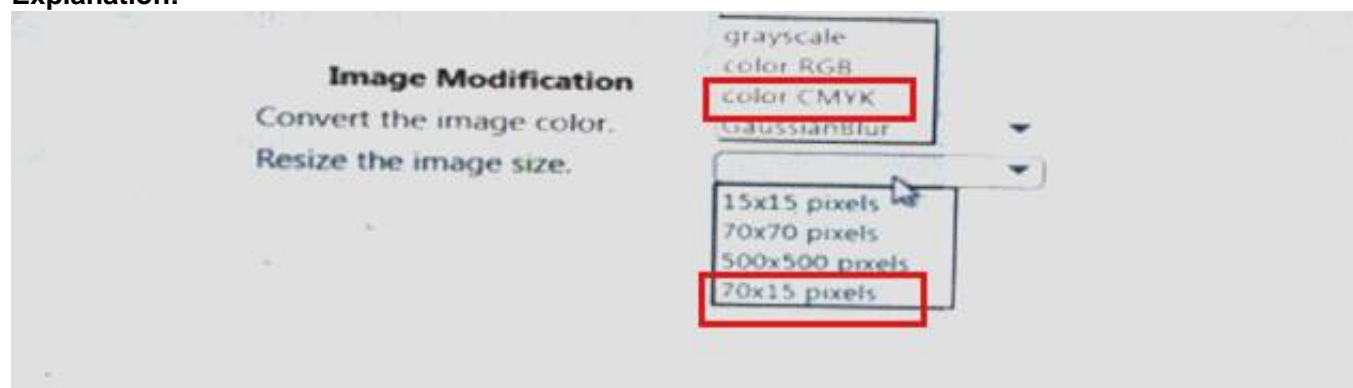 Explanation:
grayscale
color RGB
Image Modification
color CMYK
Convert the image color.
GaussianBlur
Resize the image size.
15x15 pixels
70x70 pixels
500x500 pixels
70x15 pixels